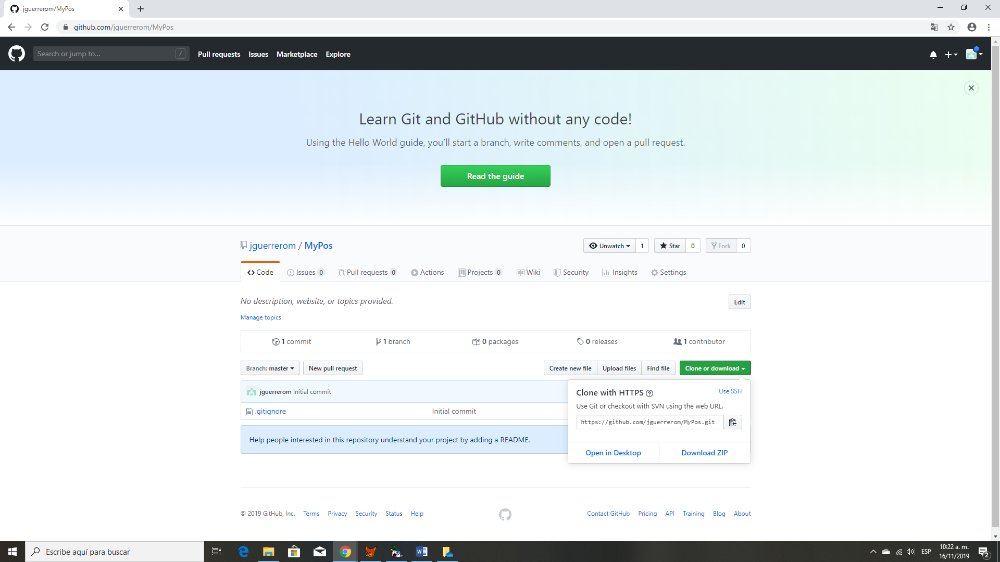 jguerrerom/MyPos
github.com/jguerrerom/MyPos
Search or jump to... /
Pull requests Issues Marketplace Explore
Learn Git and GitHub without any code!
Using the Hello World guide, you’ll start a branch, write comments, and open a pull request.
Read the guide
jguerrerom / MyPos
Unwatch 1 Star 0 Fork 0
Code Issues 0 Pull requests 0 Actions Projects 0 Wiki Security Insights Settings
No description, website, or topics provided.
Edit
Manage topics
1 commit 1 branch 0 packages 0 releases 1 contributor
Branch: master New pull request Create new file Upload files Find file Clone or download
jguerrerom Initial commit
.gitignore Initial commit
Help people interested in this repository understand your project by adding a README.
Clone with HTTPS Use SSH
Use Git or checkout with SVN using the web URL.
https://github.com/jguerrerom/MyPos.git
Open in Desktop Download ZIP
© 2019 GitHub, Inc. Terms Privacy Security Status Help Contact GitHub Pricing API Training Blog About
Escribe aquí para buscar
ESP
10:22 a. m.
16/11/2019
2